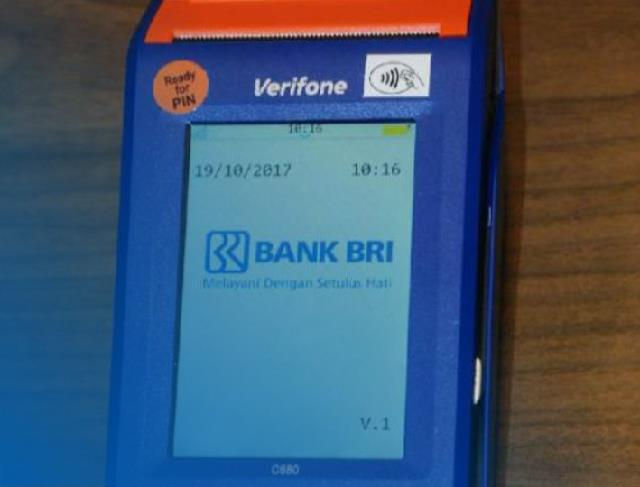 Ready
for
PIN
Verifone
10:16
19/10/2017 10:16
BANK BRI
Melayani Dengan Setulus Hati
V.1
C680